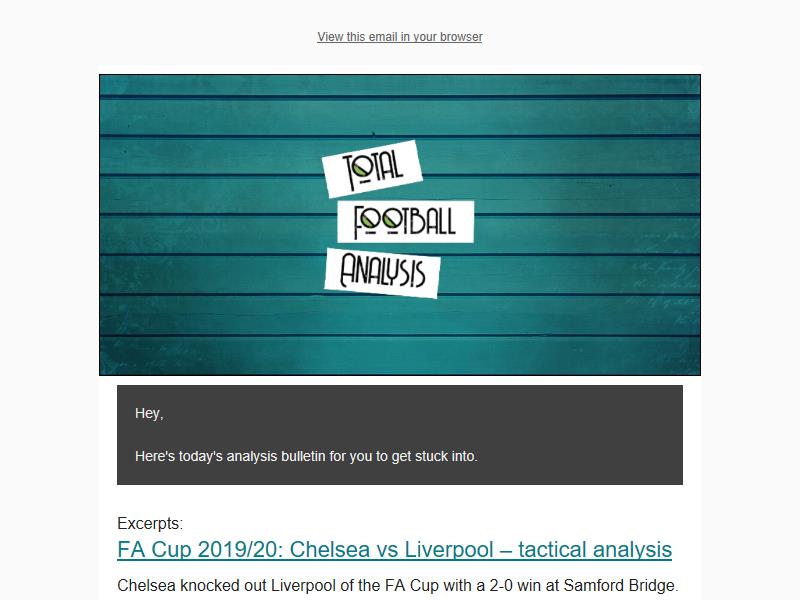 View this email in your browser
TOTAL
FOOTBALL
ANALYSIS
Hey,
Here's today's analysis bulletin for you to get stuck into.
Excerpts:
FA Cup 2019/20: Chelsea vs Liverpool – tactical analysis
Chelsea knocked out Liverpool of the FA Cup with a 2-0 win at Samford Bridge.